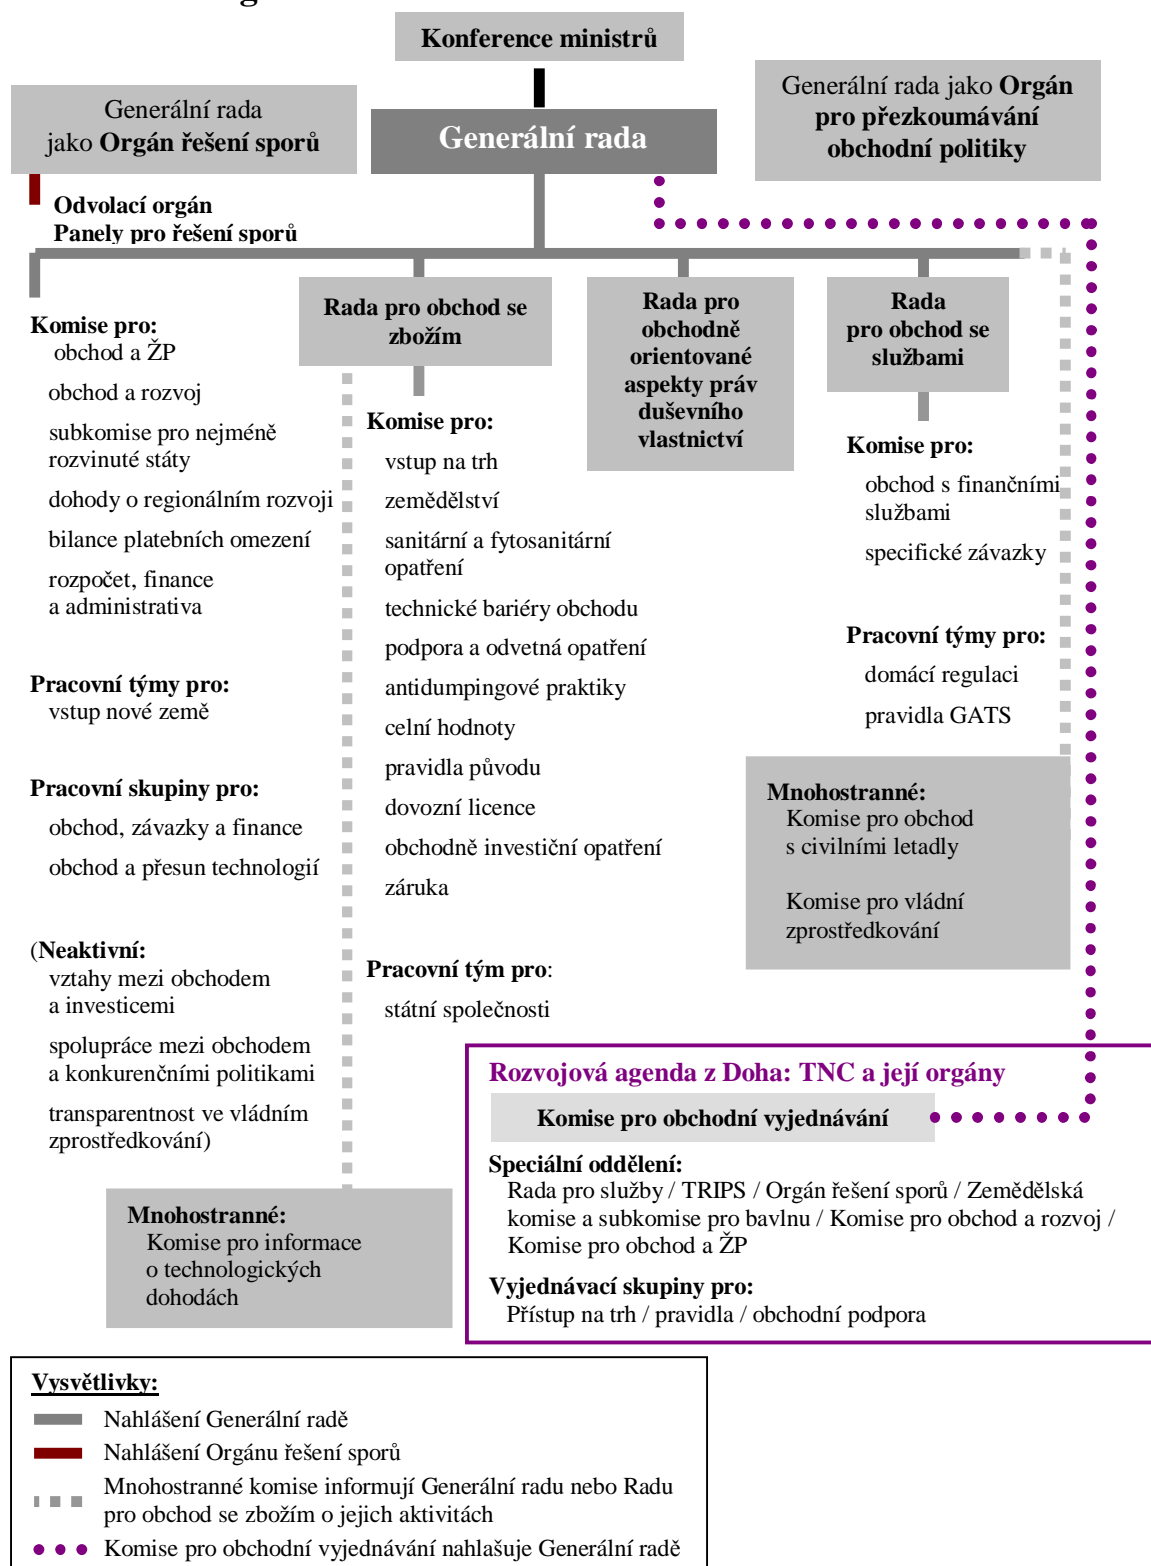 Konference ministrů
Generální rada
jako Orgán řešení sporů
Generální rada
Generální rada jako Orgán
pro přezkoumávání
obchodní politiky
Odvolací orgán
Panely pro řešení sporů
Komise pro:
obchod a ŽP
obchod a rozvoj
subkomise pro nejméně
rozvinuté státy
dohody o regionálním rozvoji
bilance platebních omezení
rozpočet, finance
a administrativa
Pracovní týmy pro:
vstup nové země
Pracovní skupiny pro:
obchod, závazky a finance
obchod a přesun technologií
(Neaktivní:
vztahy mezi obchodem
a investicemi
spolupráce mezi obchodem
a konkurenčními politikami
transparentnost ve vládním
zprostředkování)
Rada pro obchod se
zbožím
Komise pro:
vstup na trh
zemědělství
sanitární a fytosanitární
opatření
technické bariéry obchodu
podpora a odvetná opatření
antidumpingové praktiky
celní hodnoty
pravidla původu
dovozní licence
obchodně investiční opatření
záruka
Pracovní tým pro:
státní společnosti
Rada pro
obchodně
orientované
aspekty práv
duševního
vlastnictví
Rada
pro obchod se
službami
Komise pro:
obchod s finančními
službami
specifické závazky
Pracovní týmy pro:
domácí regulaci
pravidla GATS
Mnohostranné:
Komise pro obchod
s civilními letadly
Komise pro vládní
zprostředkování
Mnohostranné:
Komise pro informace
o technologických
dohodách
Rozvojová agenda z Doha: TNC a její orgány
Komise pro obchodní vyjednávání
Speciální oddělení:
Rada pro služby / TRIPS / Orgán řešení sporů / Zemědělská
komise a subkomise pro bavlnu / Komise pro obchod a rozvoj /
Komise pro obchod a ŽP
Vyjednávací skupiny pro:
Přístup na trh / pravidla / obchodní podpora
Vysvětlivky:
Nahlášení Generální radě
Nahlášení Orgánu řešení sporů
Mnohostranné komise informují Generální radu nebo Radu
pro obchod se zbožím o jejich aktivitách
Komise pro obchodní vyjednávání nahlašuje Generální radě